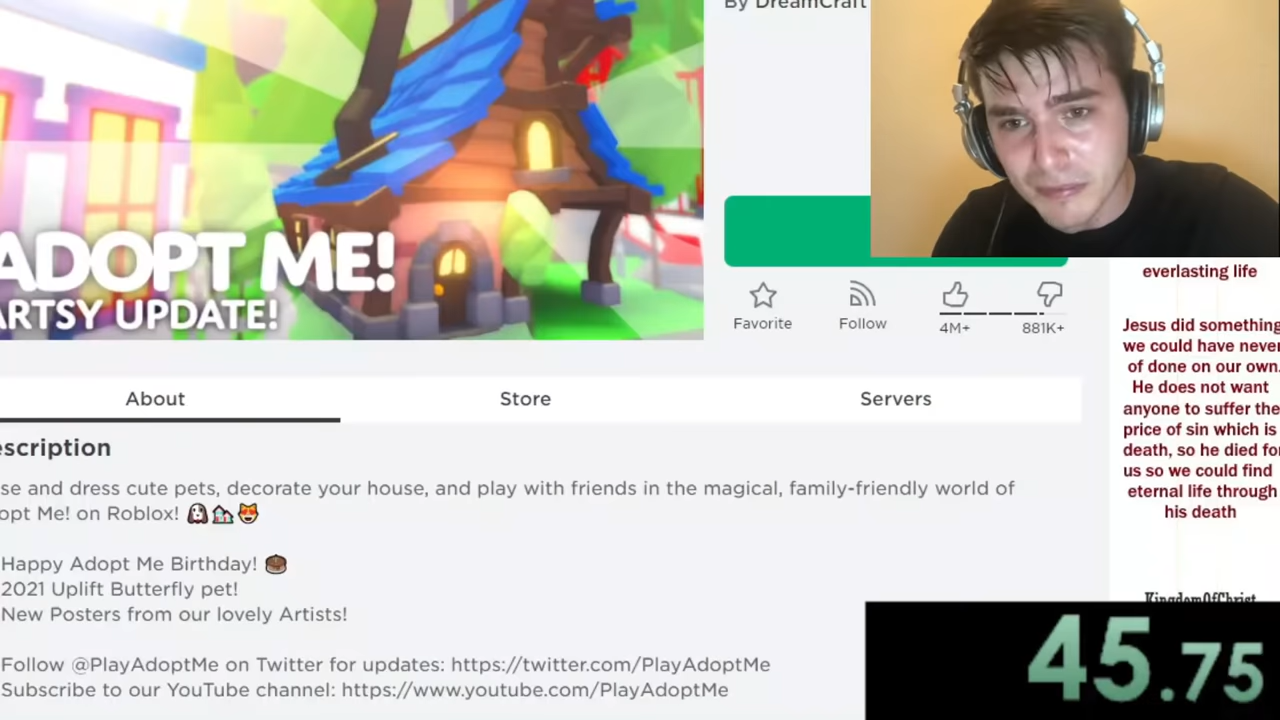 By DreamCraft
ADOPT ME!
ARTSY UPDATE!
Favorite
Follow
4M+
881K+
everlasting life
Jesus did something
we could have never
of done on our own.
He does not want
anyone to suffer the
price of sin which is
death, so he died for
us so we could find
eternal life through
his death
KingdomOfChrist
About
Store
Servers
escription
se and dress cute pets, decorate your house, and play with friends in the magical, family-friendly world of
opt Me! on Roblox! 🐶🏡😻
Happy Adopt Me Birthday! 🎂
2021 Uplift Butterfly pet!
New Posters from our lovely Artists!
Follow @PlayAdoptMe on Twitter for updates: https://twitter.com/PlayAdoptMe
Subscribe to our YouTube channel: https://www.youtube.com/PlayAdoptMe
45.75